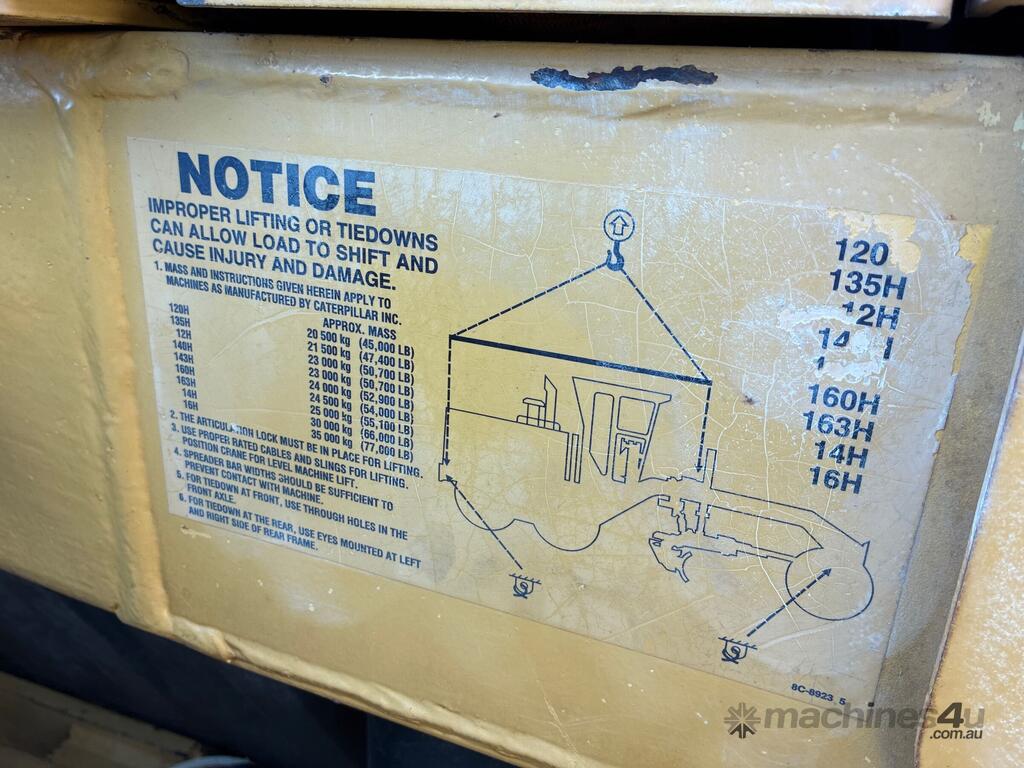 NOTICE
IMPROPER LIFTING OR TIEDOWNS
CAN ALLOW LOAD TO SHIFT AND
CAUSE INJURY AND DAMAGE.
1. MASS AND INSTRUCTIONS GIVEN HEREIN APPLY TO
MACHINES AS MANUFACTURED BY CATERPILLAR INC.
APPROX. MASS
120H 20 500 kg (45,000 LB)
135H 21 500 kg (47,400 LB)
12H 23 000 kg (50,700 LB)
140H 23 000 kg (50,700 LB)
143H 24 000 kg (52,900 LB)
160H 24 500 kg (54,000 LB)
163H 25 000 kg (55,100 LB)
14H 30 000 kg (66,000 LB)
16H 35 000 kg (77,000 LB)
2. THE ARTICULATION LOCK MUST BE IN PLACE FOR LIFTING.
3. USE PROPER RATED CABLES AND SLINGS FOR LIFTING.
POSITION CRANE FOR LEVEL MACHINE LIFT.
4. SPREADER BAR WIDTHS SHOULD BE SUFFICIENT TO
PREVENT CONTACT WITH MACHINE.
5. FOR TIEDOWN AT FRONT, USE THROUGH HOLES IN THE
FRONT AXLE.
6. FOR TIEDOWN AT THE REAR, USE EYES MOUNTED AT LEFT
AND RIGHT SIDE OF REAR FRAME.
120
135H
12H
160H
163H
14H
16H
8C-8923 5
machines4u
.com.au